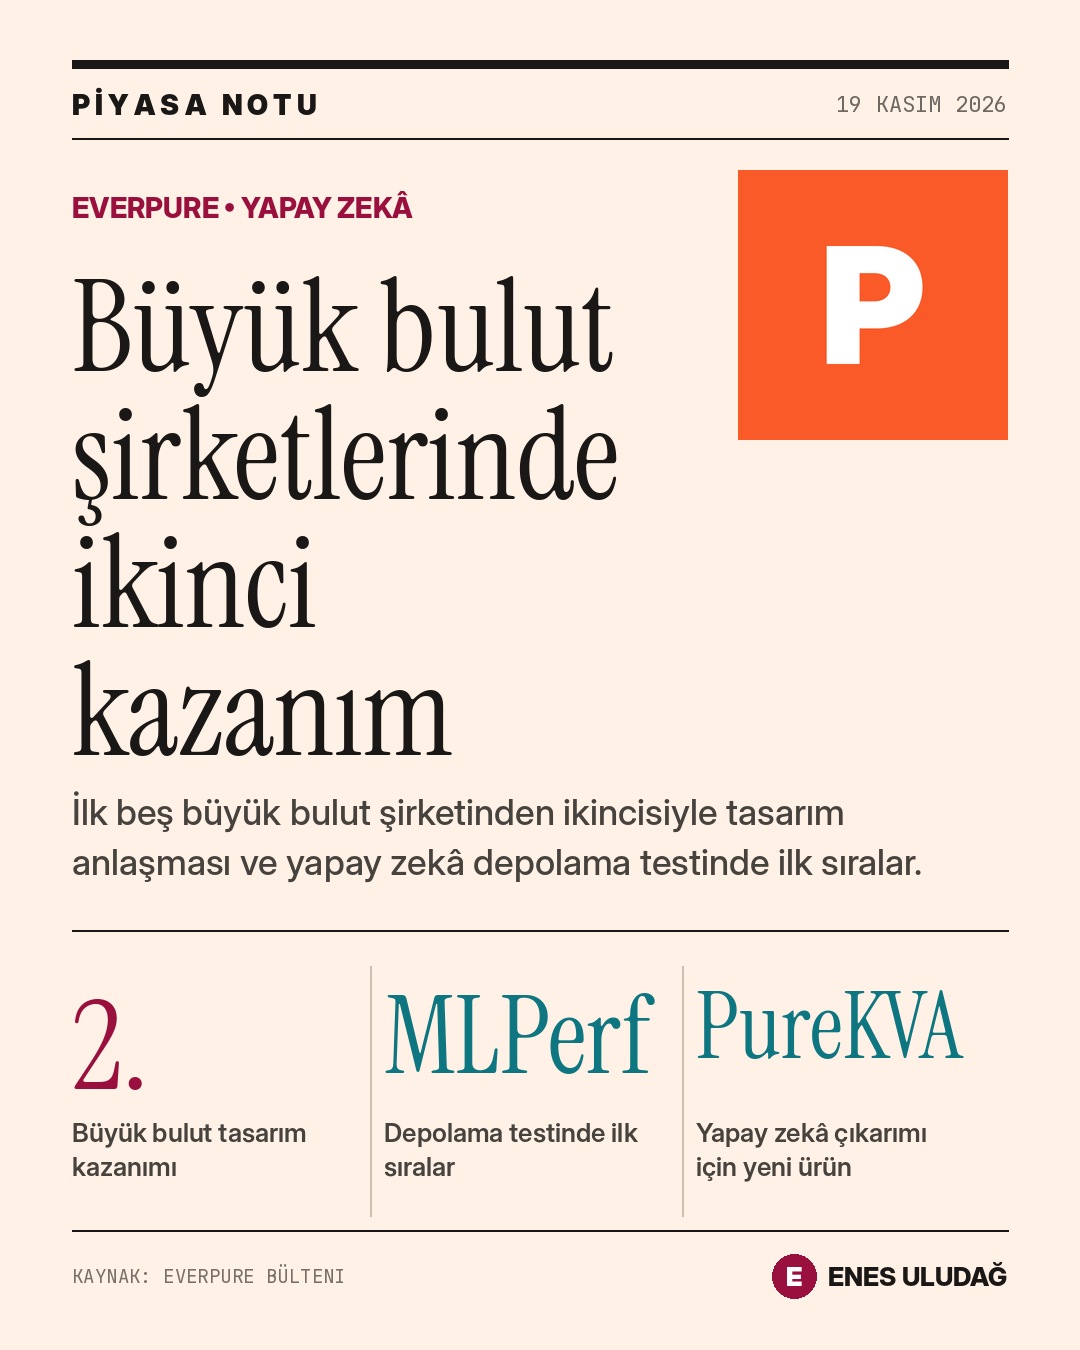 PİYASA NOTU
19 KASIM 2026
EVERPURE • YAPAY ZEKÂ
P
Büyük bulut
şirketlerinde
ikinci
kazanım
İlk beş büyük bulut şirketinden ikincisiyle tasarım
anlaşması ve yapay zekâ depolama testinde ilk sıralar.
2.
Büyük bulut tasarım
kazanımı
MLPerf
Depolama testinde ilk
sıralar
PureKVA
Yapay zekâ çıkarımı
için yeni ürün
KAYNAK: EVERPURE BÜLTENI
E ENES ULUDAĞ